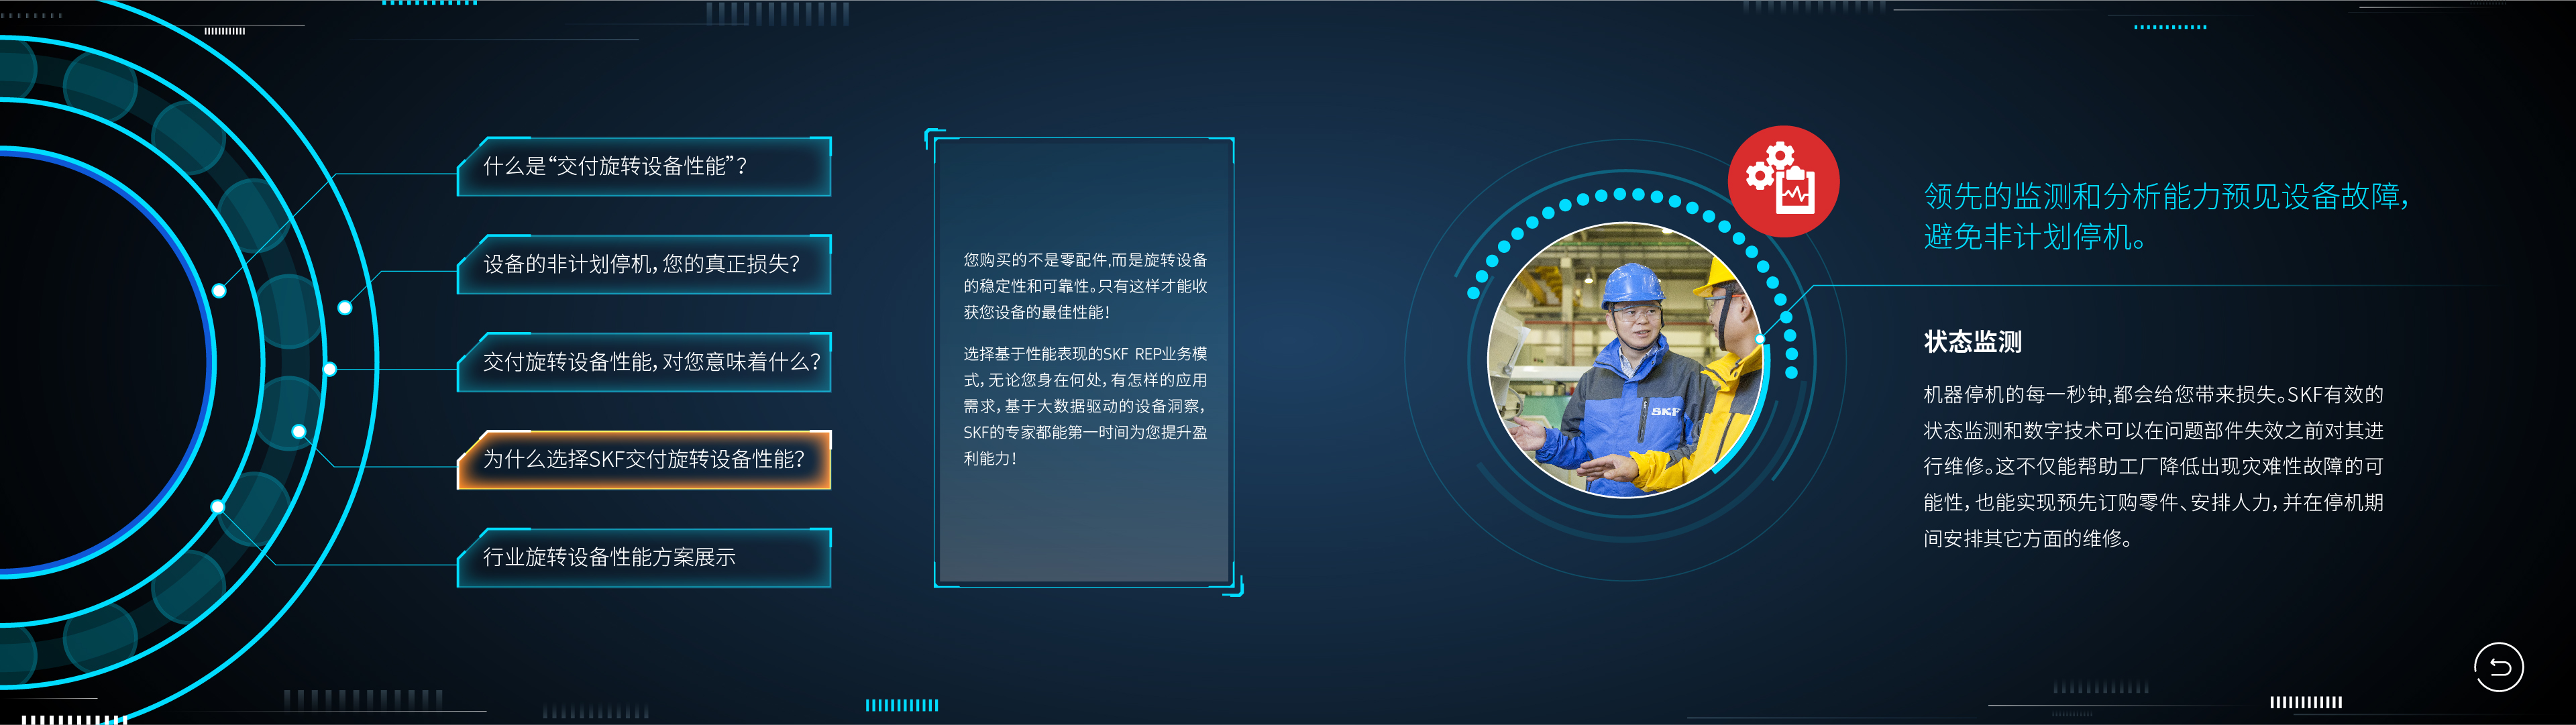 什么是“交付旋转设备性能”？
设备的非计划停机，您的真正损失？
交付旋转设备性能，对您意味着什么？
为什么选择SKF交付旋转设备性能？
行业旋转设备性能方案展示
您购买的不是零配件,而是旋转设备
的稳定性和可靠性。只有这样才能收
获您设备的最佳性能！
选择基于性能表现的SKF REP业务模
式，无论您身在何处，有怎样的应用
需求，基于大数据驱动的设备洞察，
SKF的专家都能第一时间为您提升盈
利能力！
SKF
领先的监测和分析能力预见设备故障，
避免非计划停机。
状态监测
机器停机的每一秒钟,都会给您带来损失。SKF有效的
状态监测和数字技术可以在问题部件失效之前对其进
行维修。这不仅能帮助工厂降低出现灾难性故障的可
能性，也能实现预先订购零件、安排人力，并在停机期
间安排其它方面的维修。